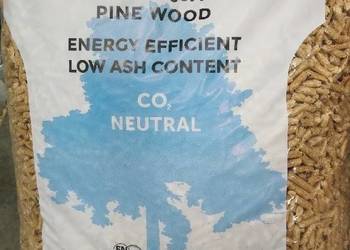 PINE WOOD
ENERGY EFFICIENT
LOW ASH CONTENT
CO₂
NEUTRAL